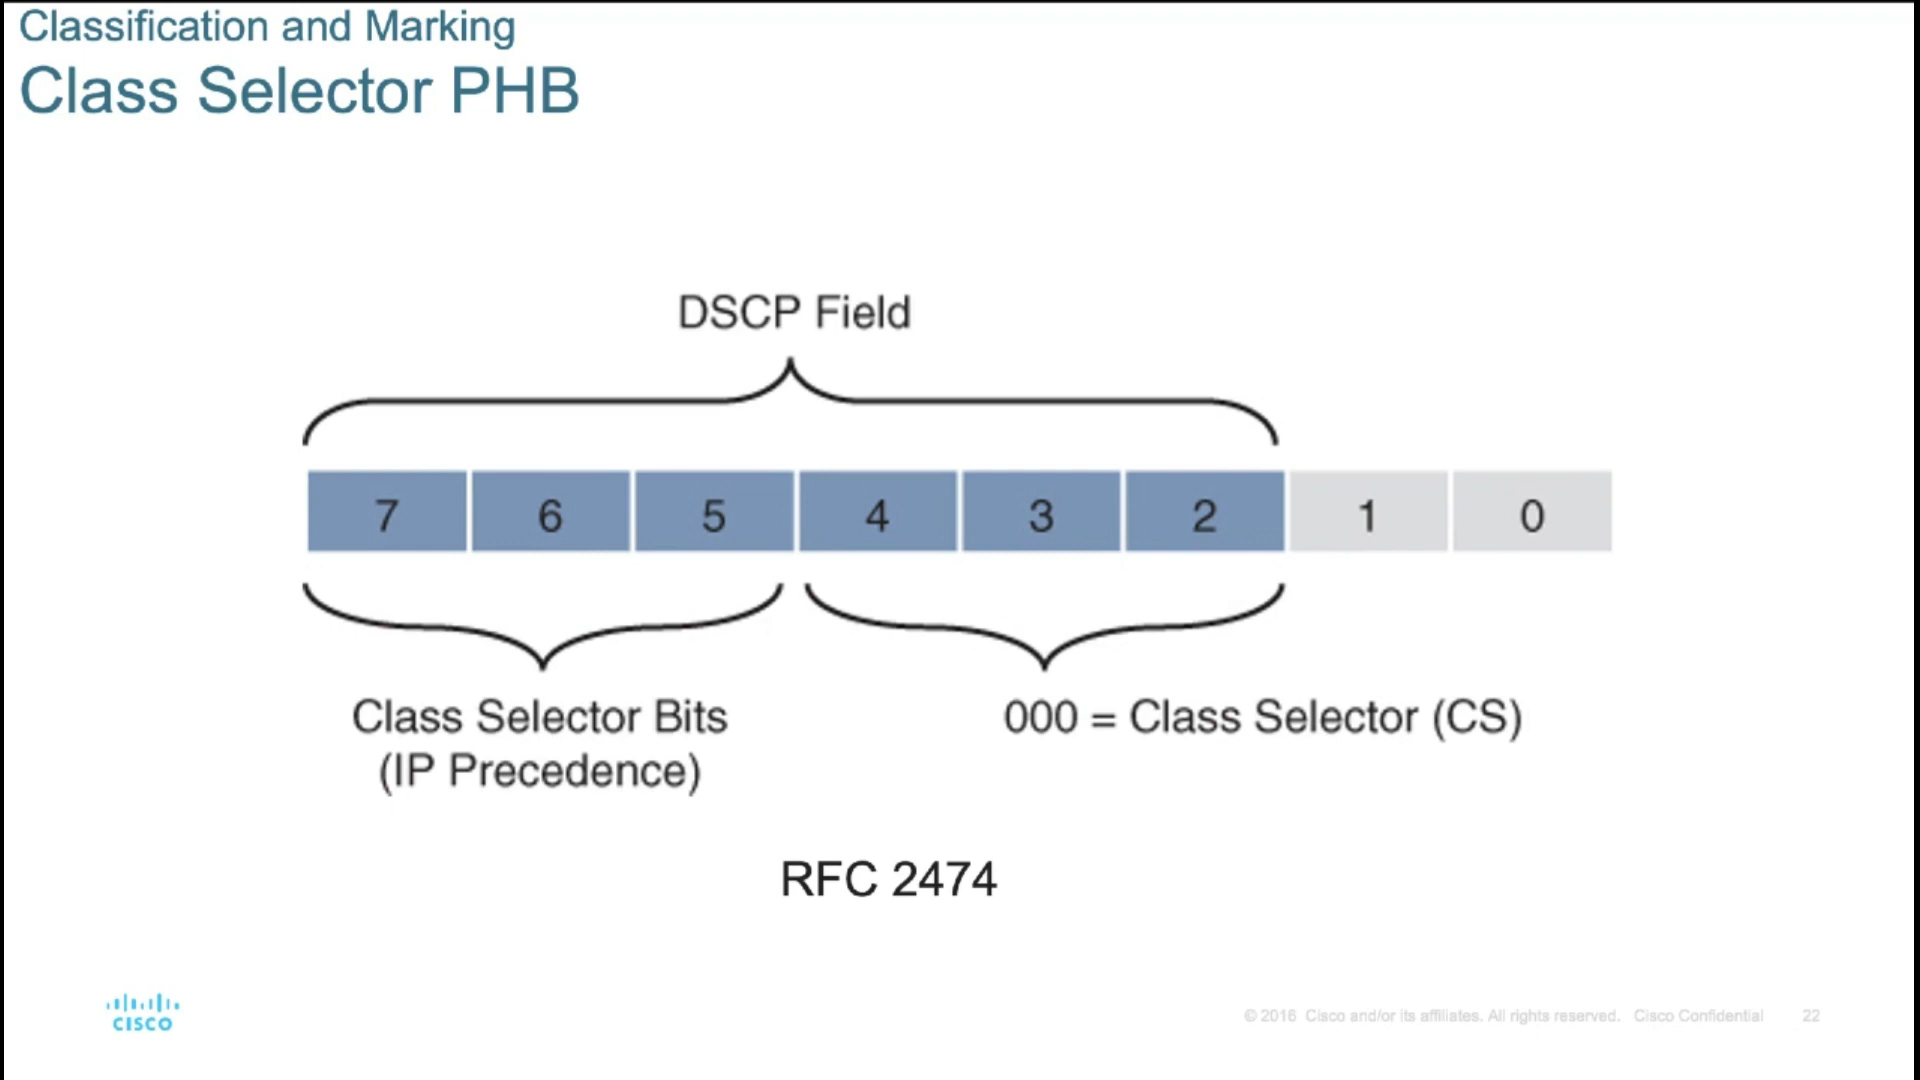 Classification and Marking
Class Selector PHB
DSCP Field
7 6 5 4 3 2 1 0
Class Selector Bits
(IP Precedence)
000 = Class Selector (CS)
RFC 2474
CISCO
© 2016 Cisco and/or its affiliates. All rights reserved. Cisco Confidential 22